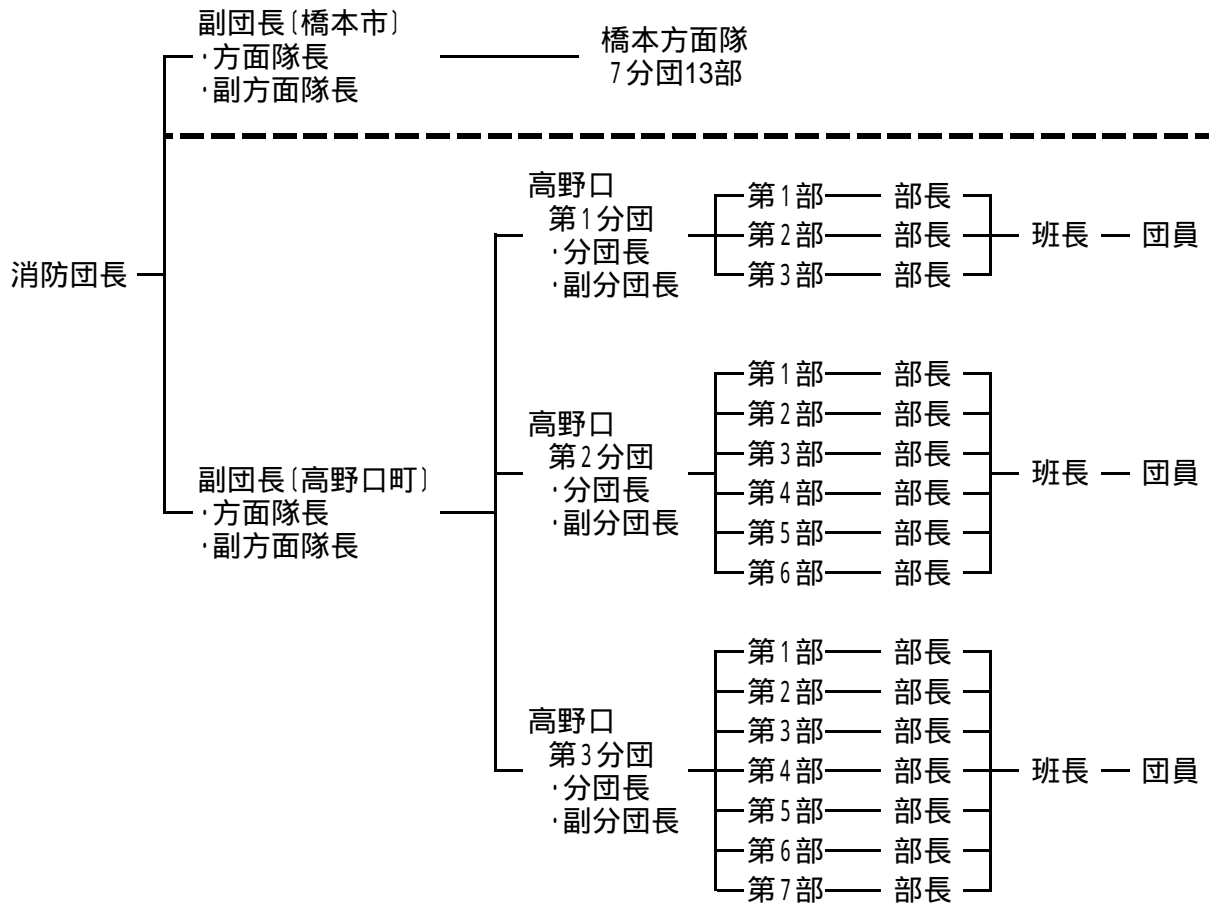 副団長(橋本市)
・方面隊長
・副方面隊長
橋本方面隊
7分団13部
消防団長
副団長(高野口町)
・方面隊長
・副方面隊長
高野口
第1分団
・分団長
・副分団長
第1部 部長
第2部 部長
第3部 部長
班長 団員
高野口
第2分団
・分団長
・副分団長
第1部 部長
第2部 部長
第3部 部長
第4部 部長
第5部 部長
第6部 部長
班長 団員
高野口
第3分団
・分団長
・副分団長
第1部 部長
第2部 部長
第3部 部長
第4部 部長
第5部 部長
第6部 部長
第7部 部長
班長 団員